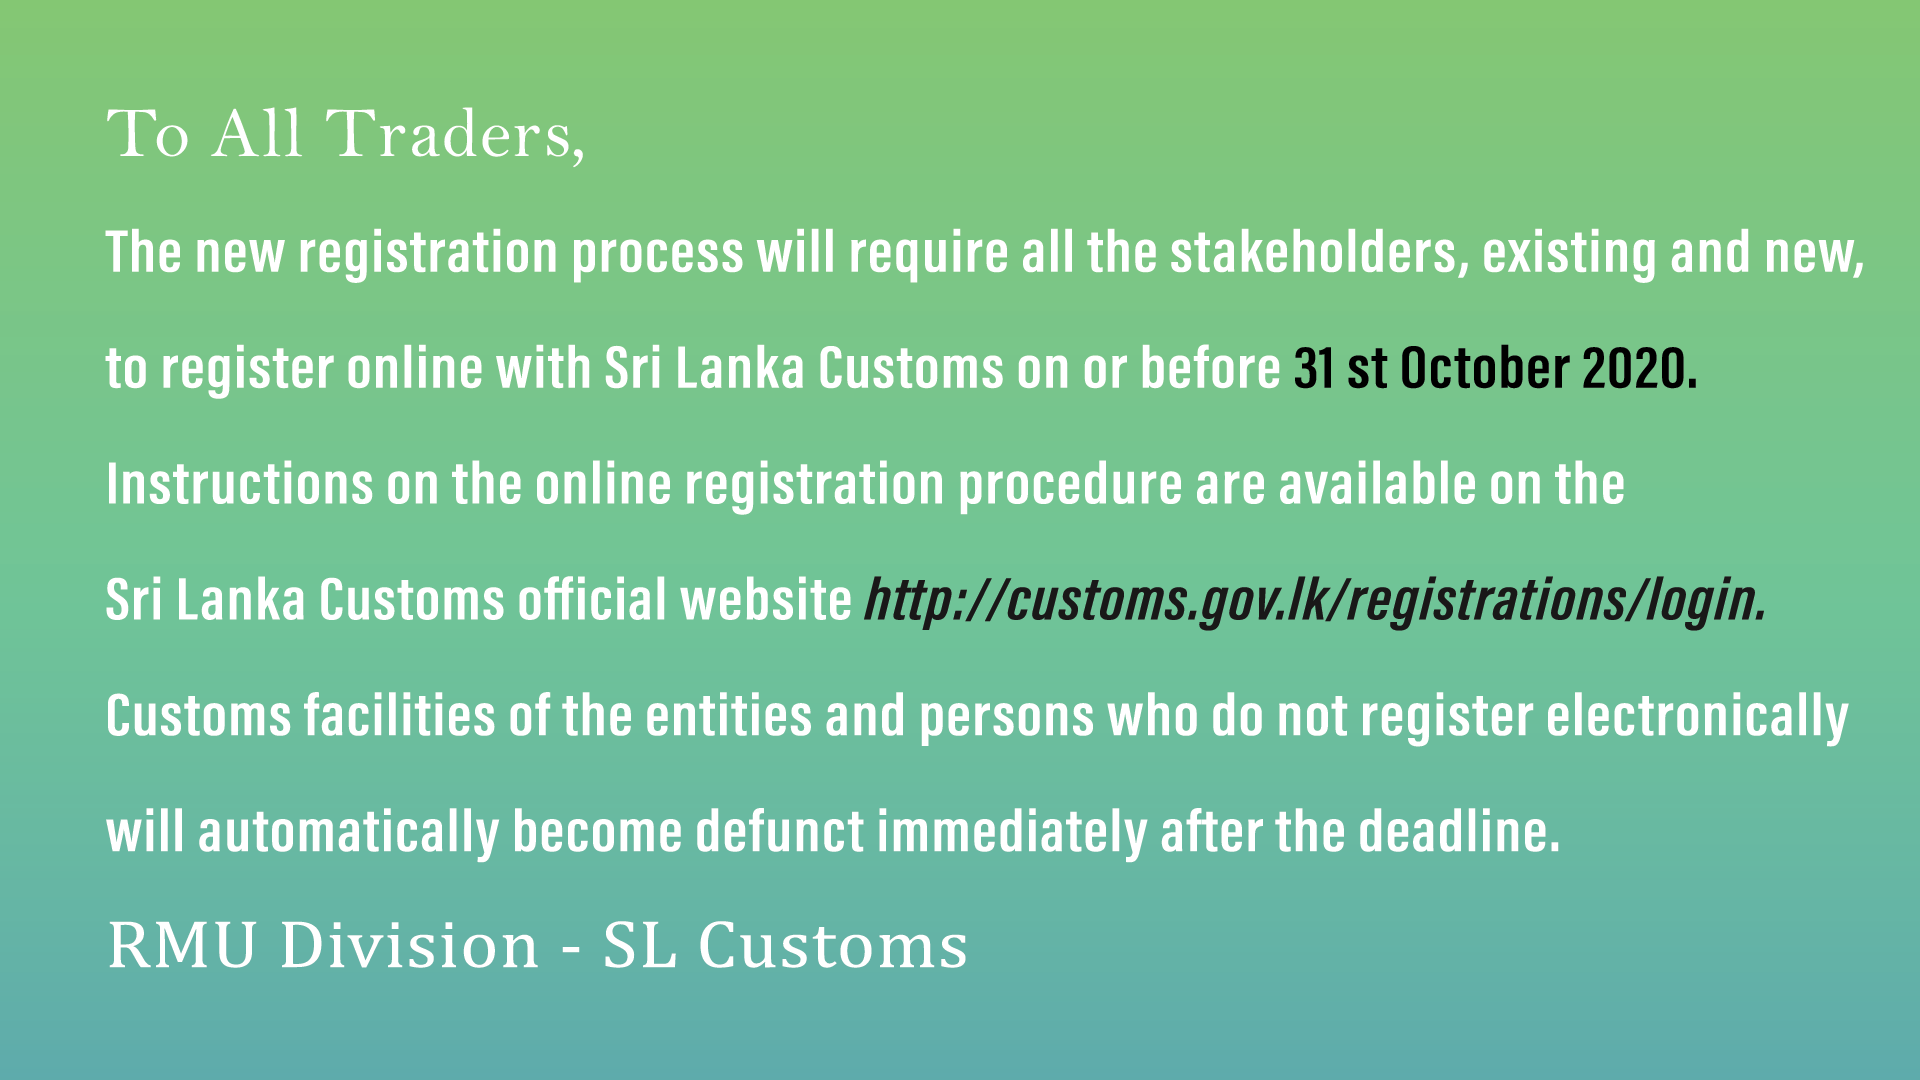 To All Traders,
The new registration process will require all the stakeholders, existing and new,
to register online with Sri Lanka Customs on or before 31 st October 2020.
Instructions on the online registration procedure are available on the
Sri Lanka Customs official website http://customs.gov.lk/registrations/login.
Customs facilities of the entities and persons who do not register electronically
will automatically become defunct immediately after the deadline.
RMU Division - SL Customs